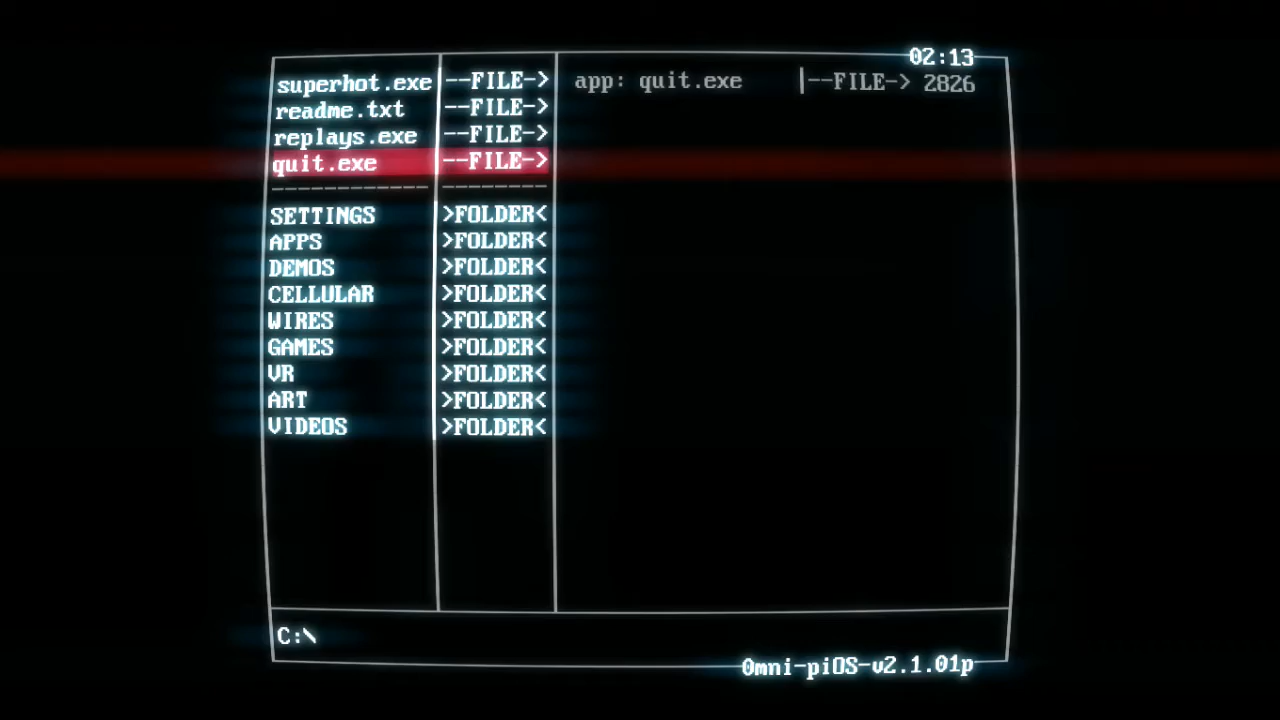 02:13
superhot.exe --FILE-> app: quit.exe |--FILE-> 2826
readme.txt --FILE->
replays.exe --FILE->
quit.exe --FILE->
------------ --------
SETTINGS >FOLDER<
APPS >FOLDER<
DEMOS >FOLDER<
CELLULAR >FOLDER<
WIRES >FOLDER<
GAMES >FOLDER<
VR >FOLDER<
ART >FOLDER<
VIDEOS >FOLDER<
C:\
0mni-piOS-v2.1.01p